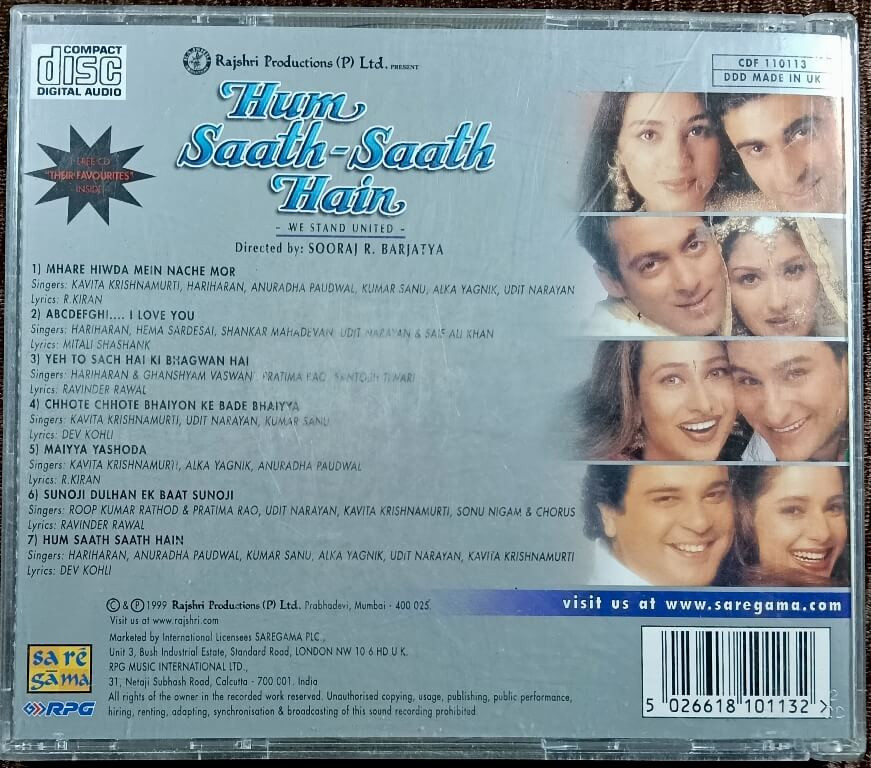 COMPACT
disc
DIGITAL AUDIO
Rajshri Productions (P) Ltd. PRESENT
CDF 110113
DDD MADE IN UK
Hum
Saath-Saath
Hain
- WE STAND UNITED -
Directed by: SOORAJ R. BARJATYA
FREE CD
"THEIR FAVOURITES"
INSIDE
1) MHARE HIWDA MEIN NACHE MOR
Singers: KAVITA KRISHNAMURTI, HARIHARAN, ANURADHA PAUDWAL, KUMAR SANU, ALKA YAGNIK, UDIT NARAYAN
Lyrics: R.KIRAN
2) ABCDEFGHI.... I LOVE YOU
Singers: HARIHARAN, HEMA SARDESAI, SHANKAR MAHADEVAN, UDIT NARAYAN & SAIF ALI KHAN
Lyrics: MITALI SHASHANK
3) YEH TO SACH HAI KI BHAGWAN HAI
Singers: HARIHARAN & GHANSHYAM VASWANI, PRATIMA RAO, SANTOSH TIWARI
Lyrics: RAVINDER RAWAL
4) CHHOTE CHHOTE BHAIYON KE BADE BHAIYYA
Singers: KAVITA KRISHNAMURTI, UDIT NARAYAN, KUMAR SANU
Lyrics: DEV KOHLI
5) MAIYYA YASHODA
Singers: KAVITA KRISHNAMURTI, ALKA YAGNIK, ANURADHA PAUDWAL
Lyrics: R.KIRAN
6) SUNOJI DULHAN EK BAAT SUNOJI
Singers: ROOP KUMAR RATHOD & PRATIMA RAO, UDIT NARAYAN, KAVITA KRISHNAMURTI, SONU NIGAM & CHORUS
Lyrics: RAVINDER RAWAL
7) HUM SAATH SAATH HAIN
Singers: HARIHARAN, ANURADHA PAUDWAL, KUMAR SANU, ALKA YAGNIK, UDIT NARAYAN, KAVITA KRISHNAMURTI
Lyrics: DEV KOHLI
© & ℗ 1999 Rajshri Productions (P) Ltd. Prabhadevi, Mumbai - 400 025.
Visit us at www.rajshri.com
visit us at www.saregama.com
Marketed by International Licensees SAREGAMA PLC.,
Unit 3, Bush Industrial Estate, Standard Road, LONDON NW 10 6 HD U K.
RPG MUSIC INTERNATIONAL LTD.,
31, Netaji Subhash Road, Calcutta - 700 001. India
All rights of the owner in the recorded work reserved. Unauthorised copying, usage, publishing, public performance,
hiring, renting, adapting, synchronisation & broadcasting of this sound recording prohibited
sa rē
gāma
RPG
5 026618 101132 >